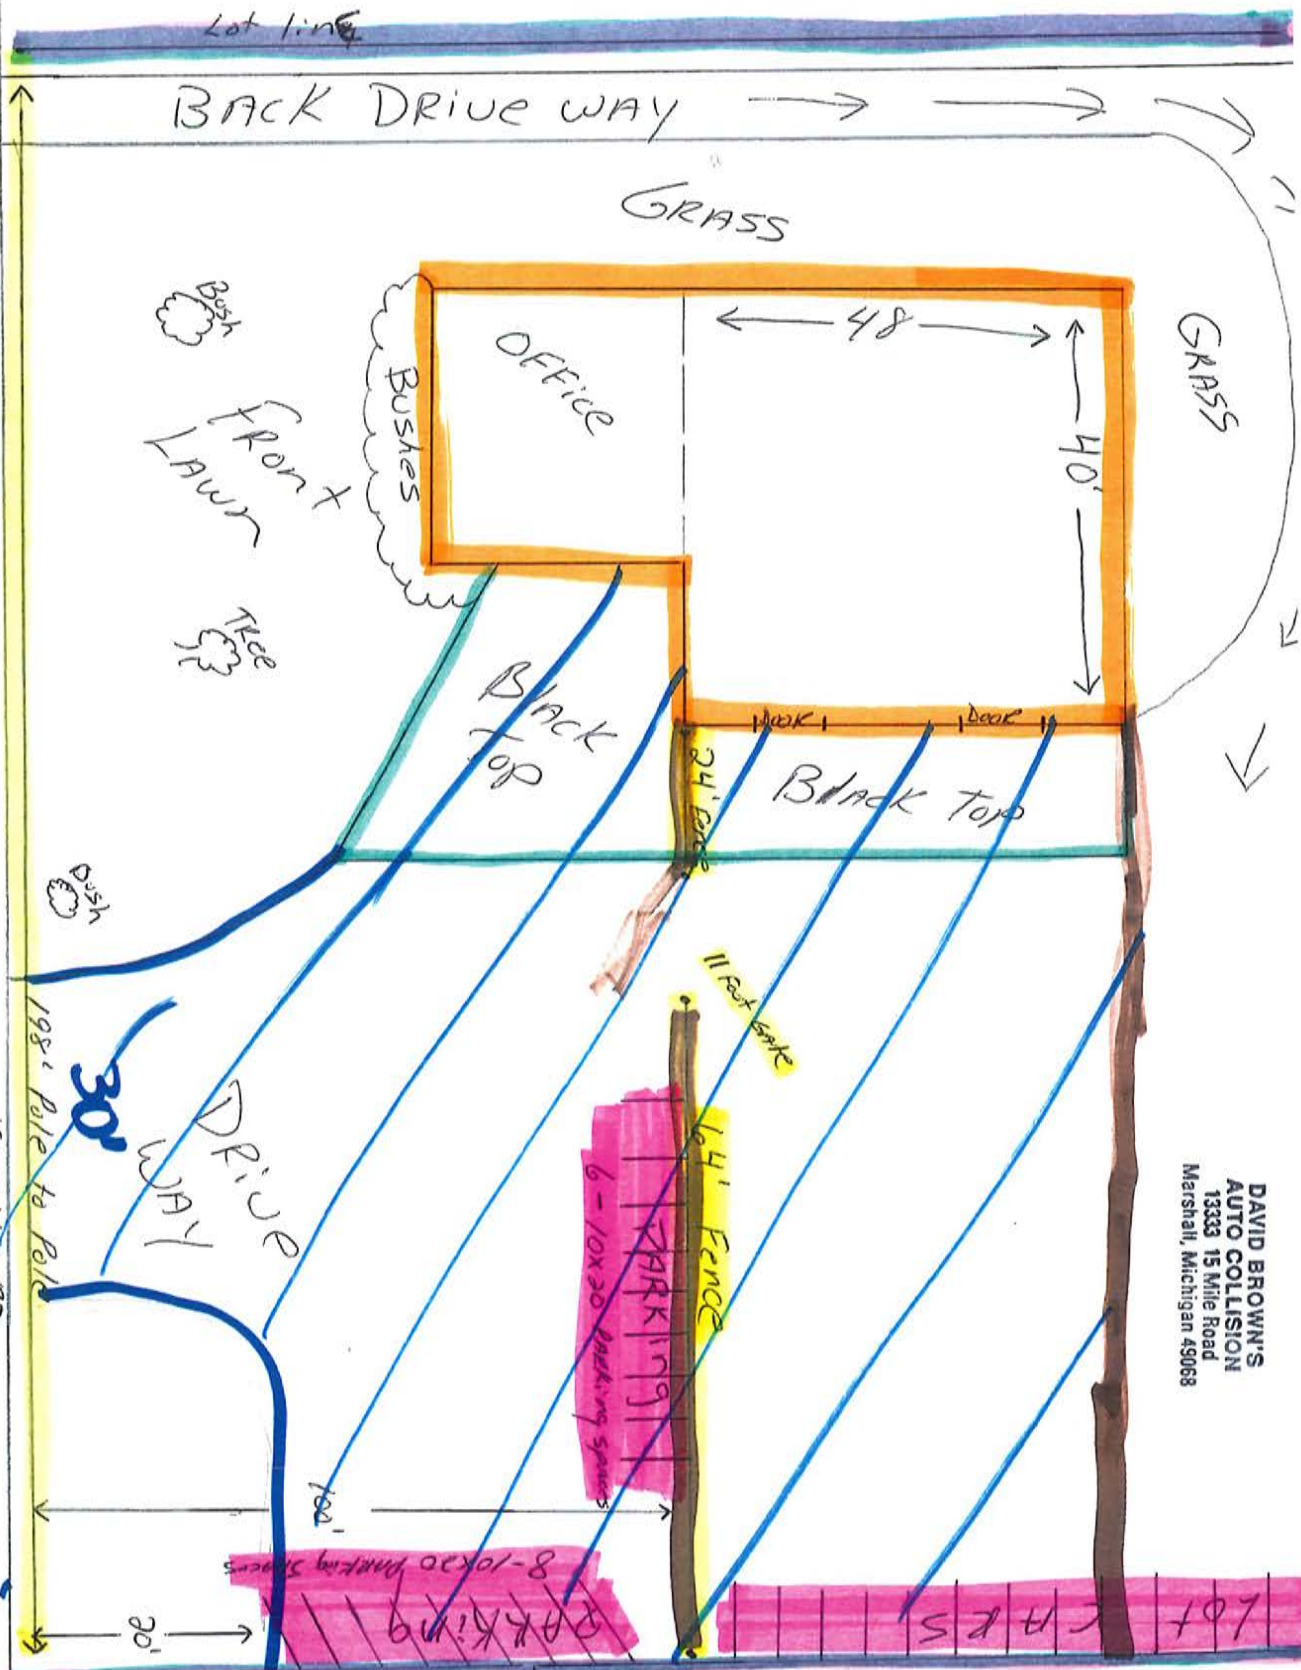 Lot line
BACK DRIVE WAY
GRASS
GRASS
48
40'
OFFice
Bush
Bushes
FRONT
LAWN
TRee
Door
Door
Black
Top
24' Fence
BlAcK Top
Bush
11 Foot Gate
198' Pole to Pole
30'
DRIVE
WAY
64' Fence
PARKing
6-10x20 PARKing spaces
DAVID BROWN'S
AUTO COLLISION
13333 15 Mile Road
Marshall, Michigan 49068
100'
8-10x20 PARKing Spaces
PARKing
20'
LOT CARS